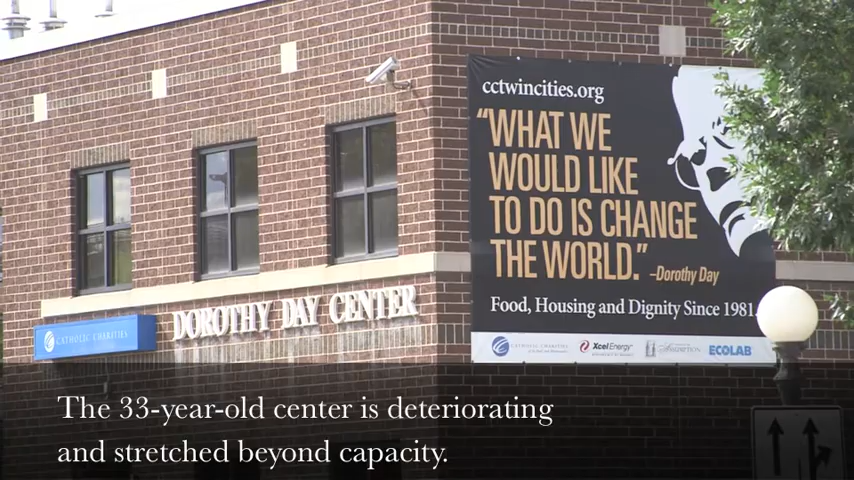 cctwincities.org
"WHAT WE
WOULD LIKE
TO DO IS CHANGE
THE WORLD."
–Dorothy Day
Food, Housing and Dignity Since 1981.
CATHOLIC CHARITIES
XcelEnergy
ECOLAB
DOROTHY DAY CENTER
CATHOLIC CHARITIES
The 33-year-old center is deteriorating
and stretched beyond capacity.